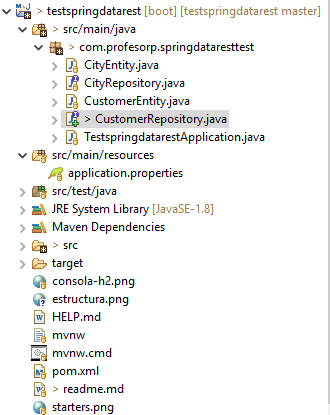 > testspringdatarest [boot] [testspringdatarest master]
> src/main/java
> com.profesorp.springdataresttest
CityEntity.java
CityRepository.java
CustomerEntity.java
> CustomerRepository.java
TestspringdatarestApplication.java
src/main/resources
application.properties
src/test/java
JRE System Library [JavaSE-1.8]
Maven Dependencies
> src
target
consola-h2.png
estructura.png
HELP.md
mvnw
mvnw.cmd
pom.xml
> readme.md
starters.png